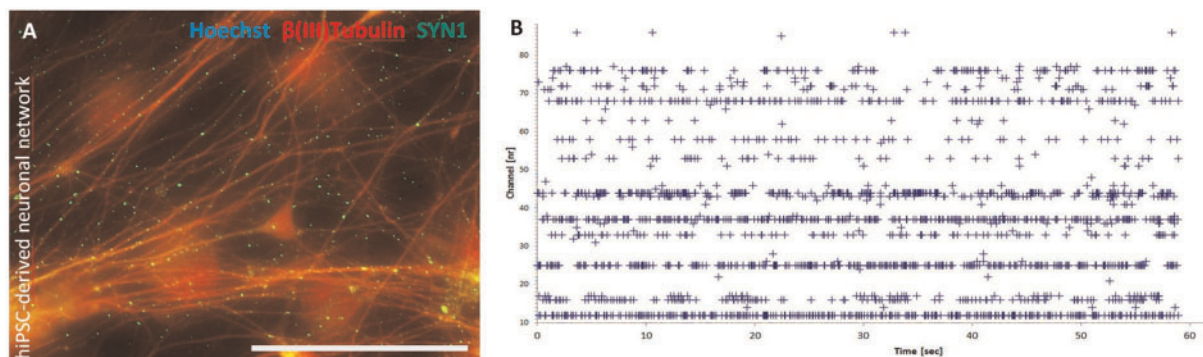 A
Hoechst β(III)Tubulin SYN1
hiPSC-derived neuronal network
B
Channel [nr]
80
70
60
50
40
30
20
10
0
10
20
30
40
50
60
Time [sec]